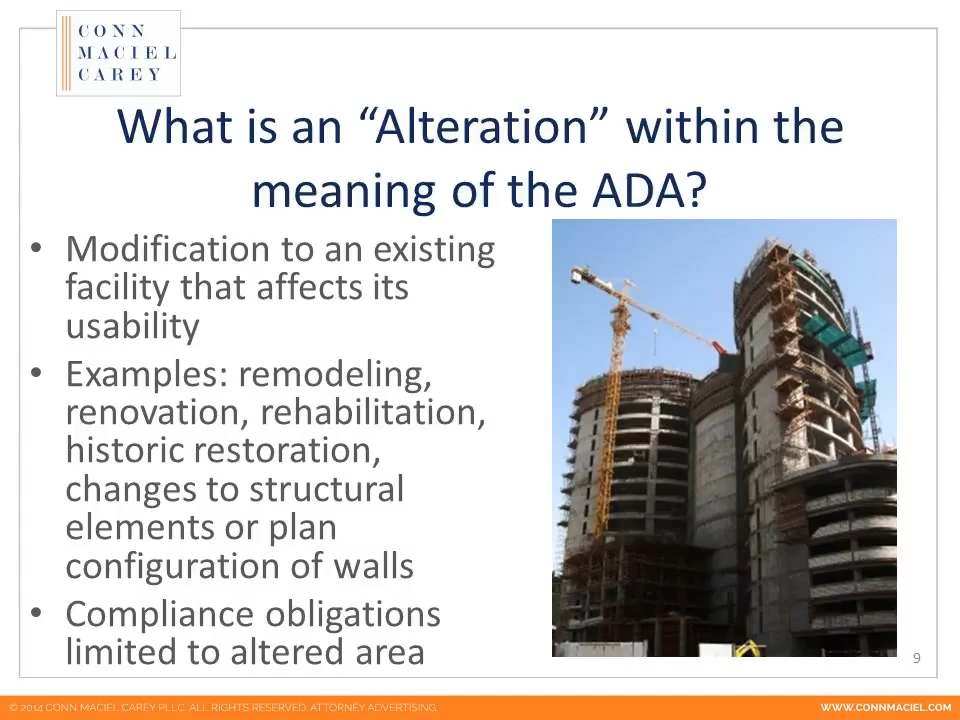 CONN
MACIEL
CAREY
What is an “Alteration” within the
meaning of the ADA?
• Modification to an existing
facility that affects its
usability
• Examples: remodeling,
renovation, rehabilitation,
historic restoration,
changes to structural
elements or plan
configuration of walls
• Compliance obligations
limited to altered area
9
© 2014 CONN MACIEL CAREY PLLC. ALL RIGHTS RESERVED. ATTORNEY ADVERTISING.
WWW.CONNMACIEL.COM